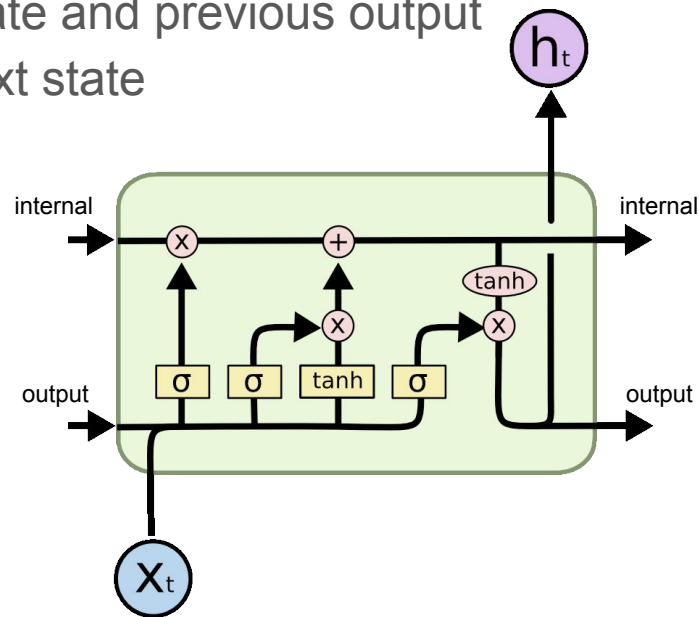 ate and previous output
xt state
h t
internal
internal
x
+
tanh
x
x
σ
σ
tanh
σ
output
output
X t